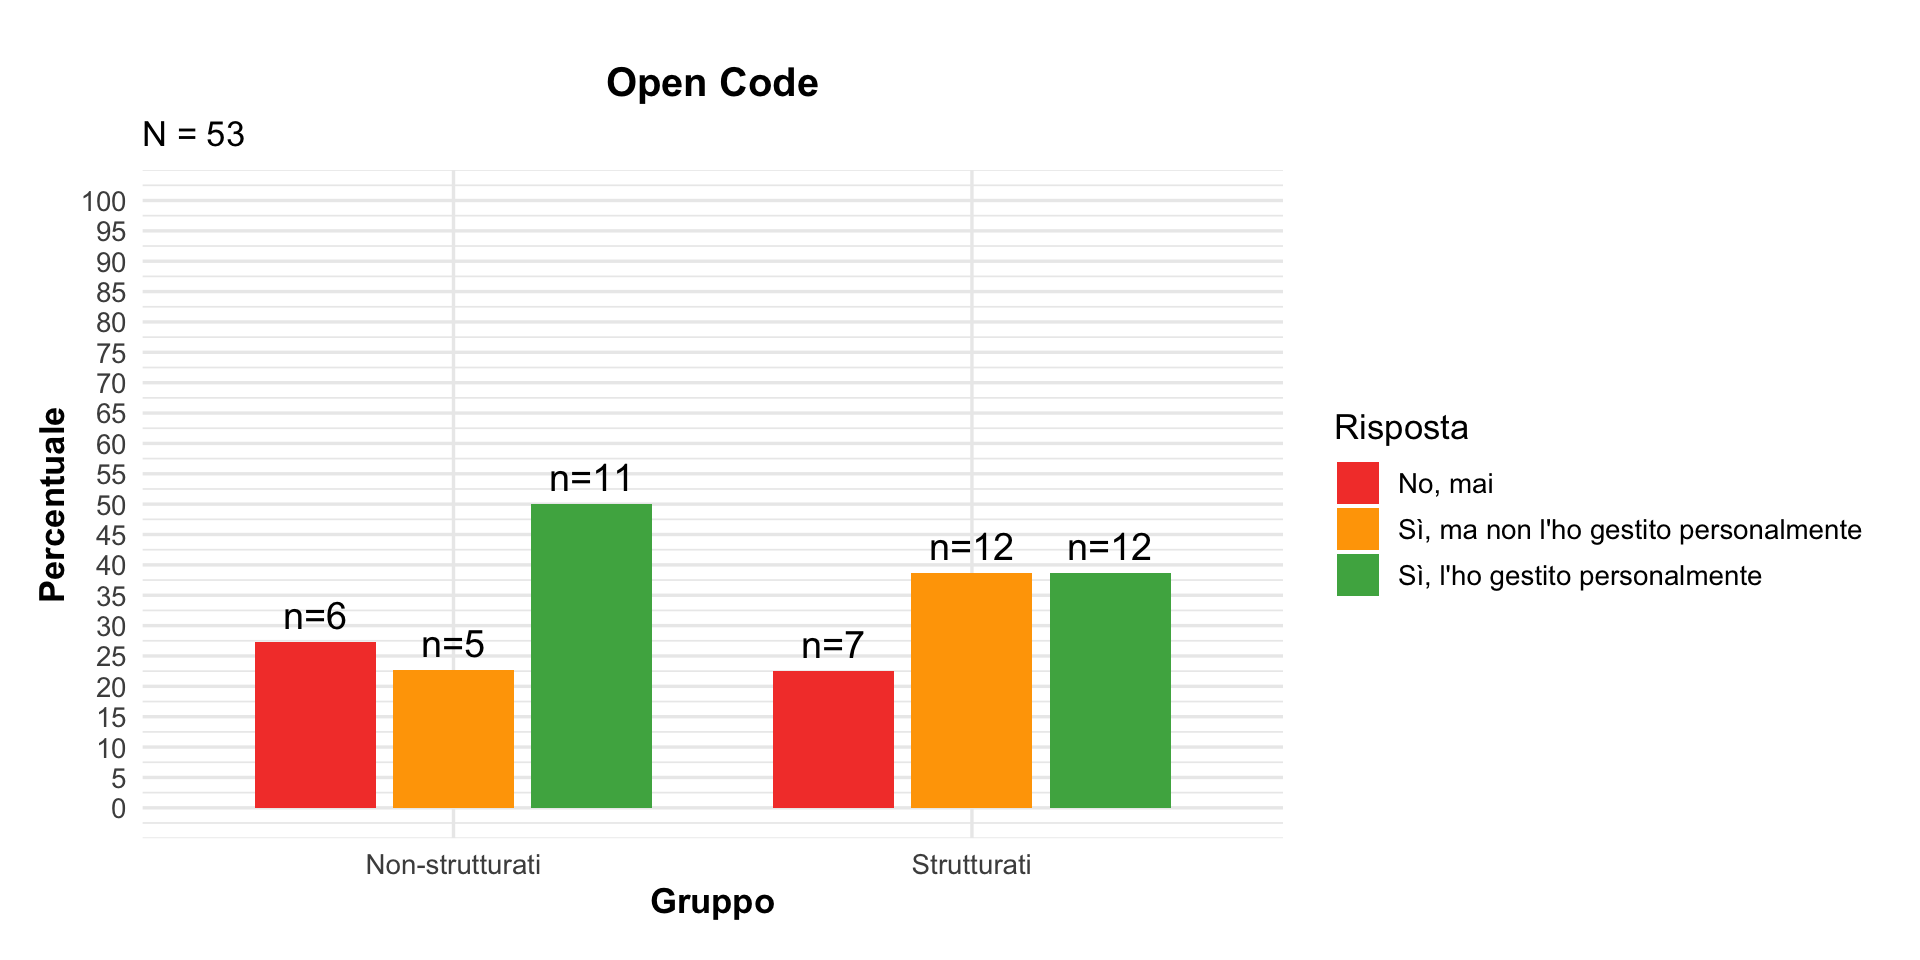 Open Code
N = 53
100
95
90
85
80
75
70
65
60
55
50
45
40
35
30
25
20
15
10
5
0
Percentuale
n=6
n=5
n=11
n=7
n=12
n=12
Non-strutturati
Strutturati
Gruppo
Risposta
No, mai
Sì, ma non l'ho gestito personalmente
Sì, l'ho gestito personalmente